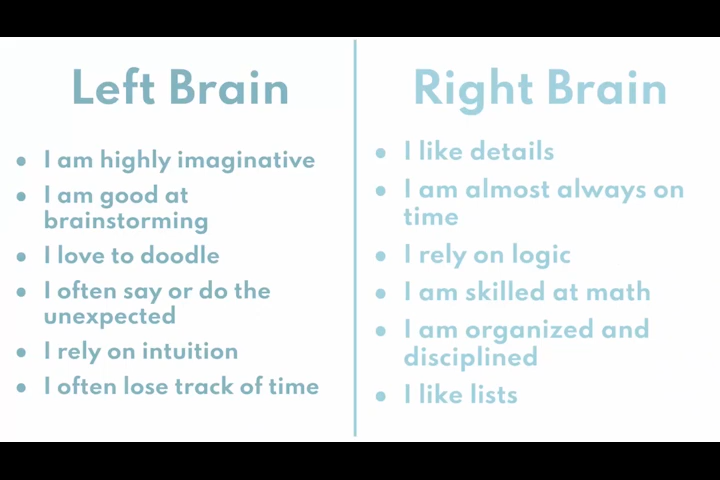 Left Brain
• I am highly imaginative
• I am good at
brainstorming
• I love to doodle
• I often say or do the
unexpected
• I rely on intuition
• I often lose track of time
Right Brain
• I like details
• I am almost always on
time
• I rely on logic
• I am skilled at math
• I am organized and
disciplined
• I like lists